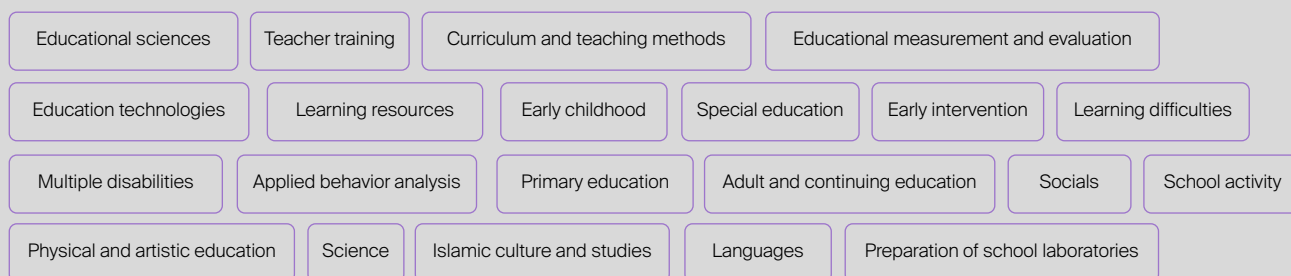 Educational sciences Teacher training Curriculum and teaching methods Educational measurement and evaluation
Education technologies Learning resources Early childhood Special education Early intervention Learning difficulties
Multiple disabilities Applied behavior analysis Primary education Adult and continuing education Socials School activity
Physical and artistic education Science Islamic culture and studies Languages Preparation of school laboratories